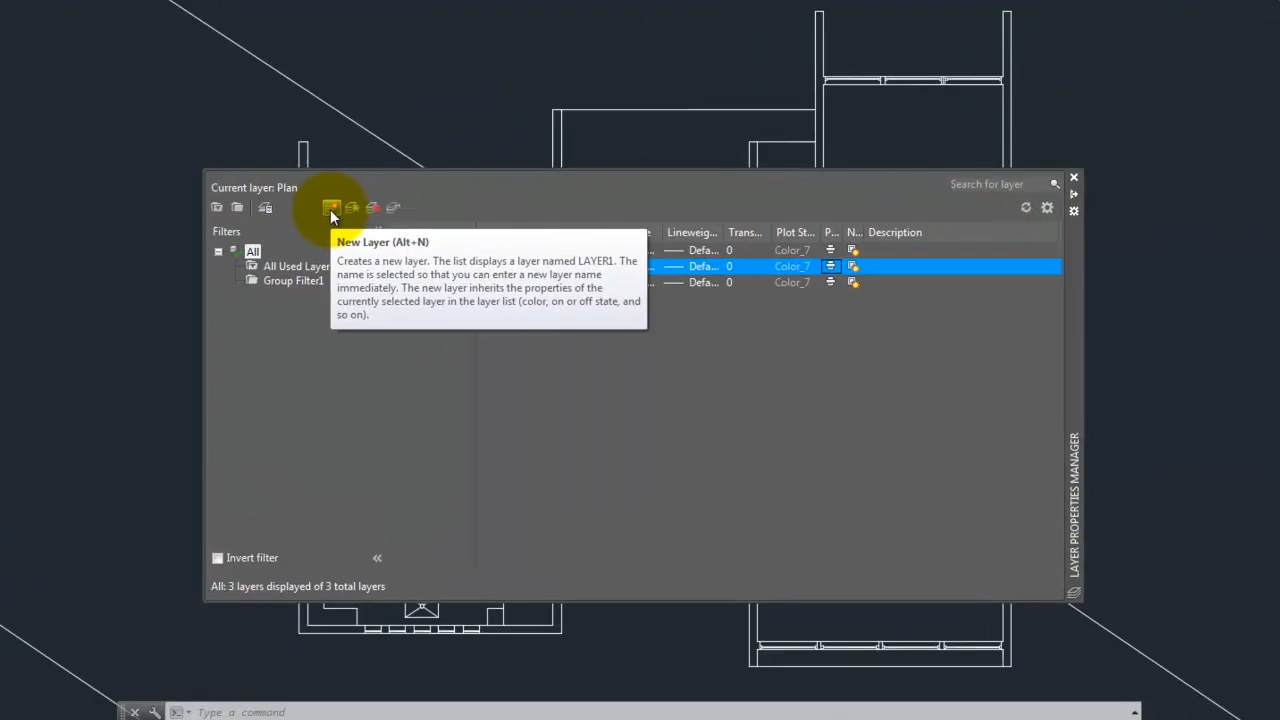 Current layer: Plan
Search for layer
Filters
Lineweig... Trans... Plot St... P... N... Description
All
... Defa... 0 Color_7
All Used Layer
... Defa... 0 Color_7
Group Filter1
... Defa... 0 Color_7
New Layer (Alt+N)
Creates a new layer. The list displays a layer named LAYER1. The
name is selected so that you can enter a new layer name
immediately. The new layer inherits the properties of the
currently selected layer in the layer list (color, on or off state, and
so on).
Invert filter
All: 3 layers displayed of 3 total layers
LAYER PROPERTIES MANAGER
Type a command